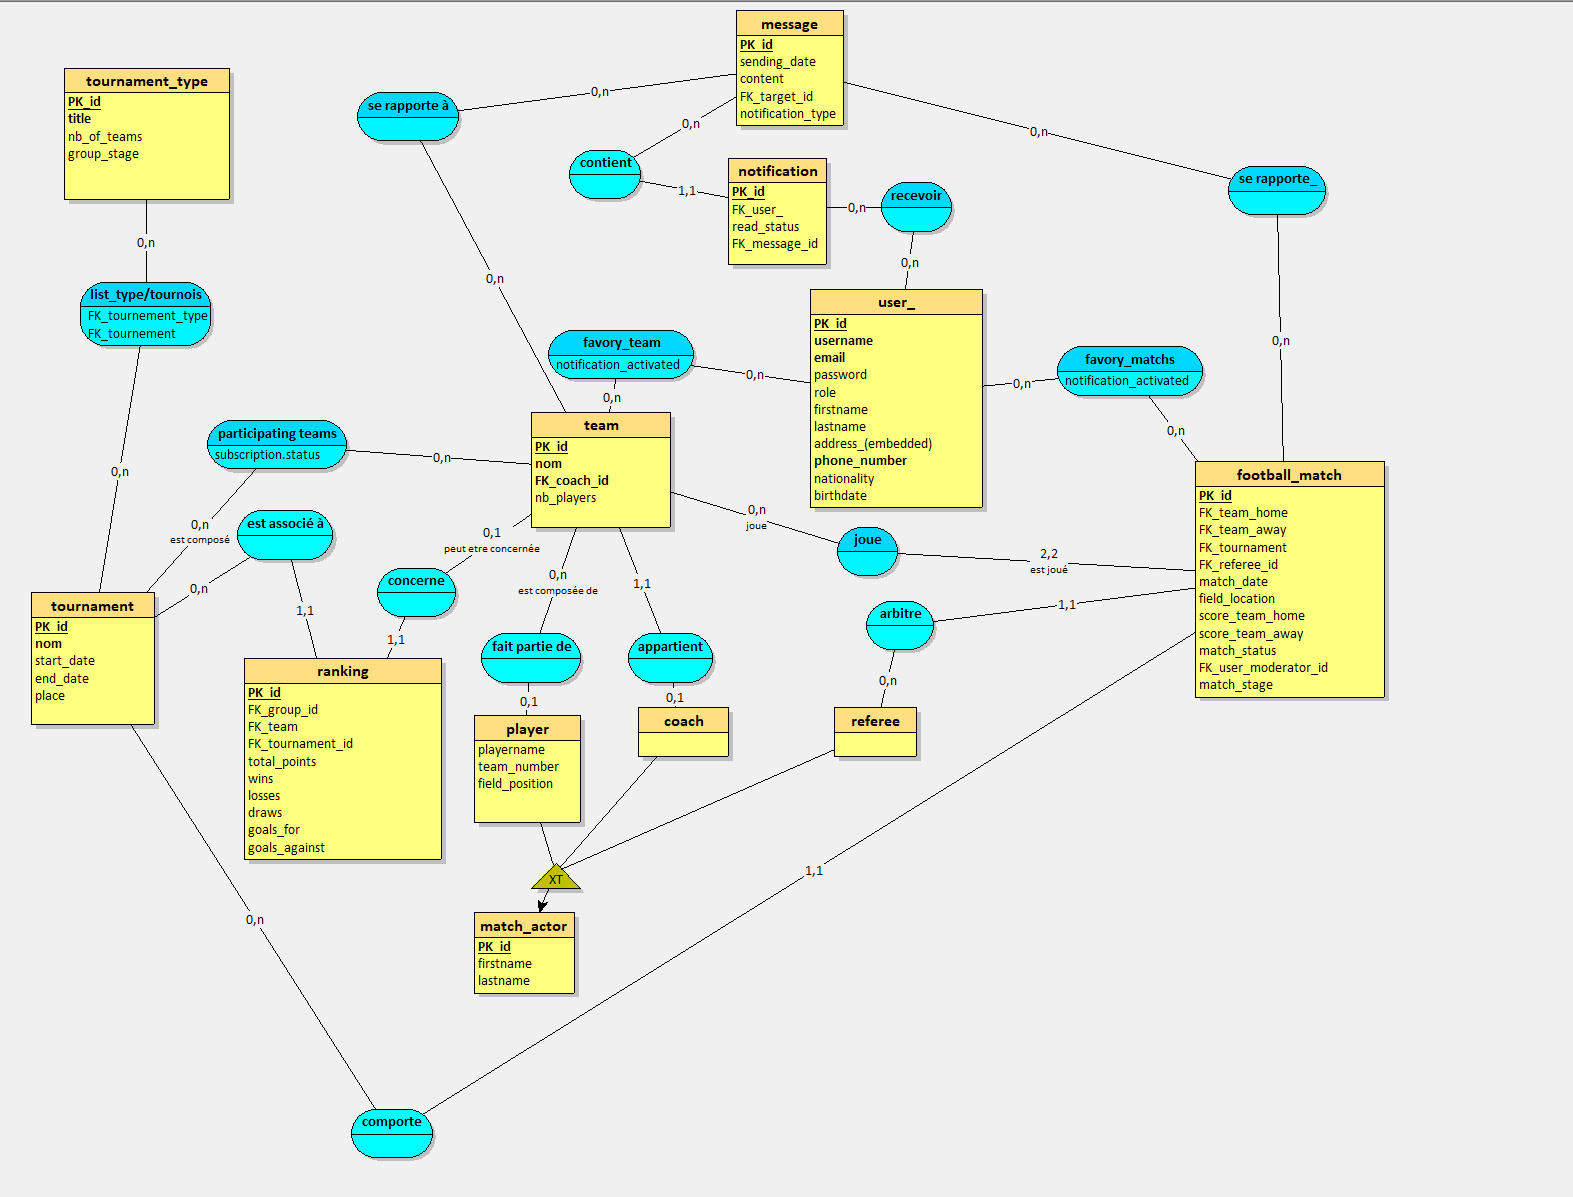 message
PK_id
sending_date
content
FK_target_id
notification_type
tournament_type
PK_id
title
nb_of_teams
group_stage
se rapporte à
0,n
0,n
0,n
contient
1,1
notification
PK_id
FK_user_
read_status
FK_message_id
0,n
recevoir
0,n
se rapporte_
0,n
0,n
0,n
list_type/tournois
FK_tournement_type
FK_tournement
0,n
user_
PK_id
username
email
password
role
firstname
lastname
address_(embedded)
phone_number
nationality
birthdate
favory_team
notification_activated
0,n
0,n
favory_matchs
notification_activated
0,n
0,n
participating teams
subscription.status
0,n
0,n
est composé
team
PK_id
nom
FK_coach_id
nb_players
football_match
PK_id
FK_team_home
FK_team_away
FK_tournament
FK_referee_id
match_date
field_location
score_team_home
score_team_away
match_status
FK_user_moderator_id
match_stage
est associé à
0,n
1,1
0,n
joue
joue
2,2
est joué
0,1
peut etre concernée
concerne
1,1
0,n
est composée de
1,1
arbitre
1,1
0,n
tournament
PK_id
nom
start_date
end_date
place
fait partie de
0,1
appartient
0,1
ranking
PK_id
FK_group_id
FK_team
FK_tournament_id
total_points
wins
losses
draws
goals_for
goals_against
player
playername
team_number
field_position
coach
referee
XT
match_actor
PK_id
firstname
lastname
1,1
0,n
comporte